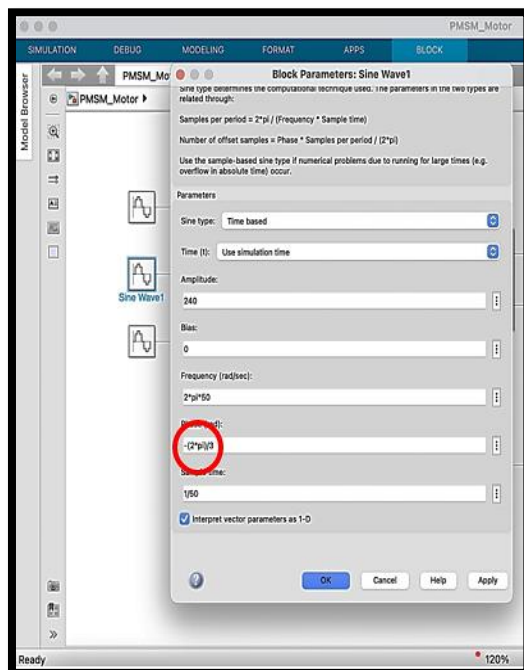 PMSM_Motor
SIMULATION DEBUG MODELING FORMAT APPS BLOCK
Model Browser
PMSM_Mo
PMSM_Motor
Sine Wave1
Block Parameters: Sine Wave1
Sine type determines the computational technique used. The parameters in the two types are
related through:
Samples per period = 2*pi / (Frequency * Sample time)
Number of offset samples = Phase * Samples per period / (2*pi)
Use the sample-based sine type if numerical problems due to running for large times (e.g.
overflow in absolute time) occur.
Parameters
Sine type: Time based
Time (t): Use simulation time
Amplitude:
240
Bias:
0
Frequency (rad/sec):
2*pi*50
-(2*pi)/3
1/50
Interpret vector parameters as 1-D
OK Cancel Help Apply
Ready 120%